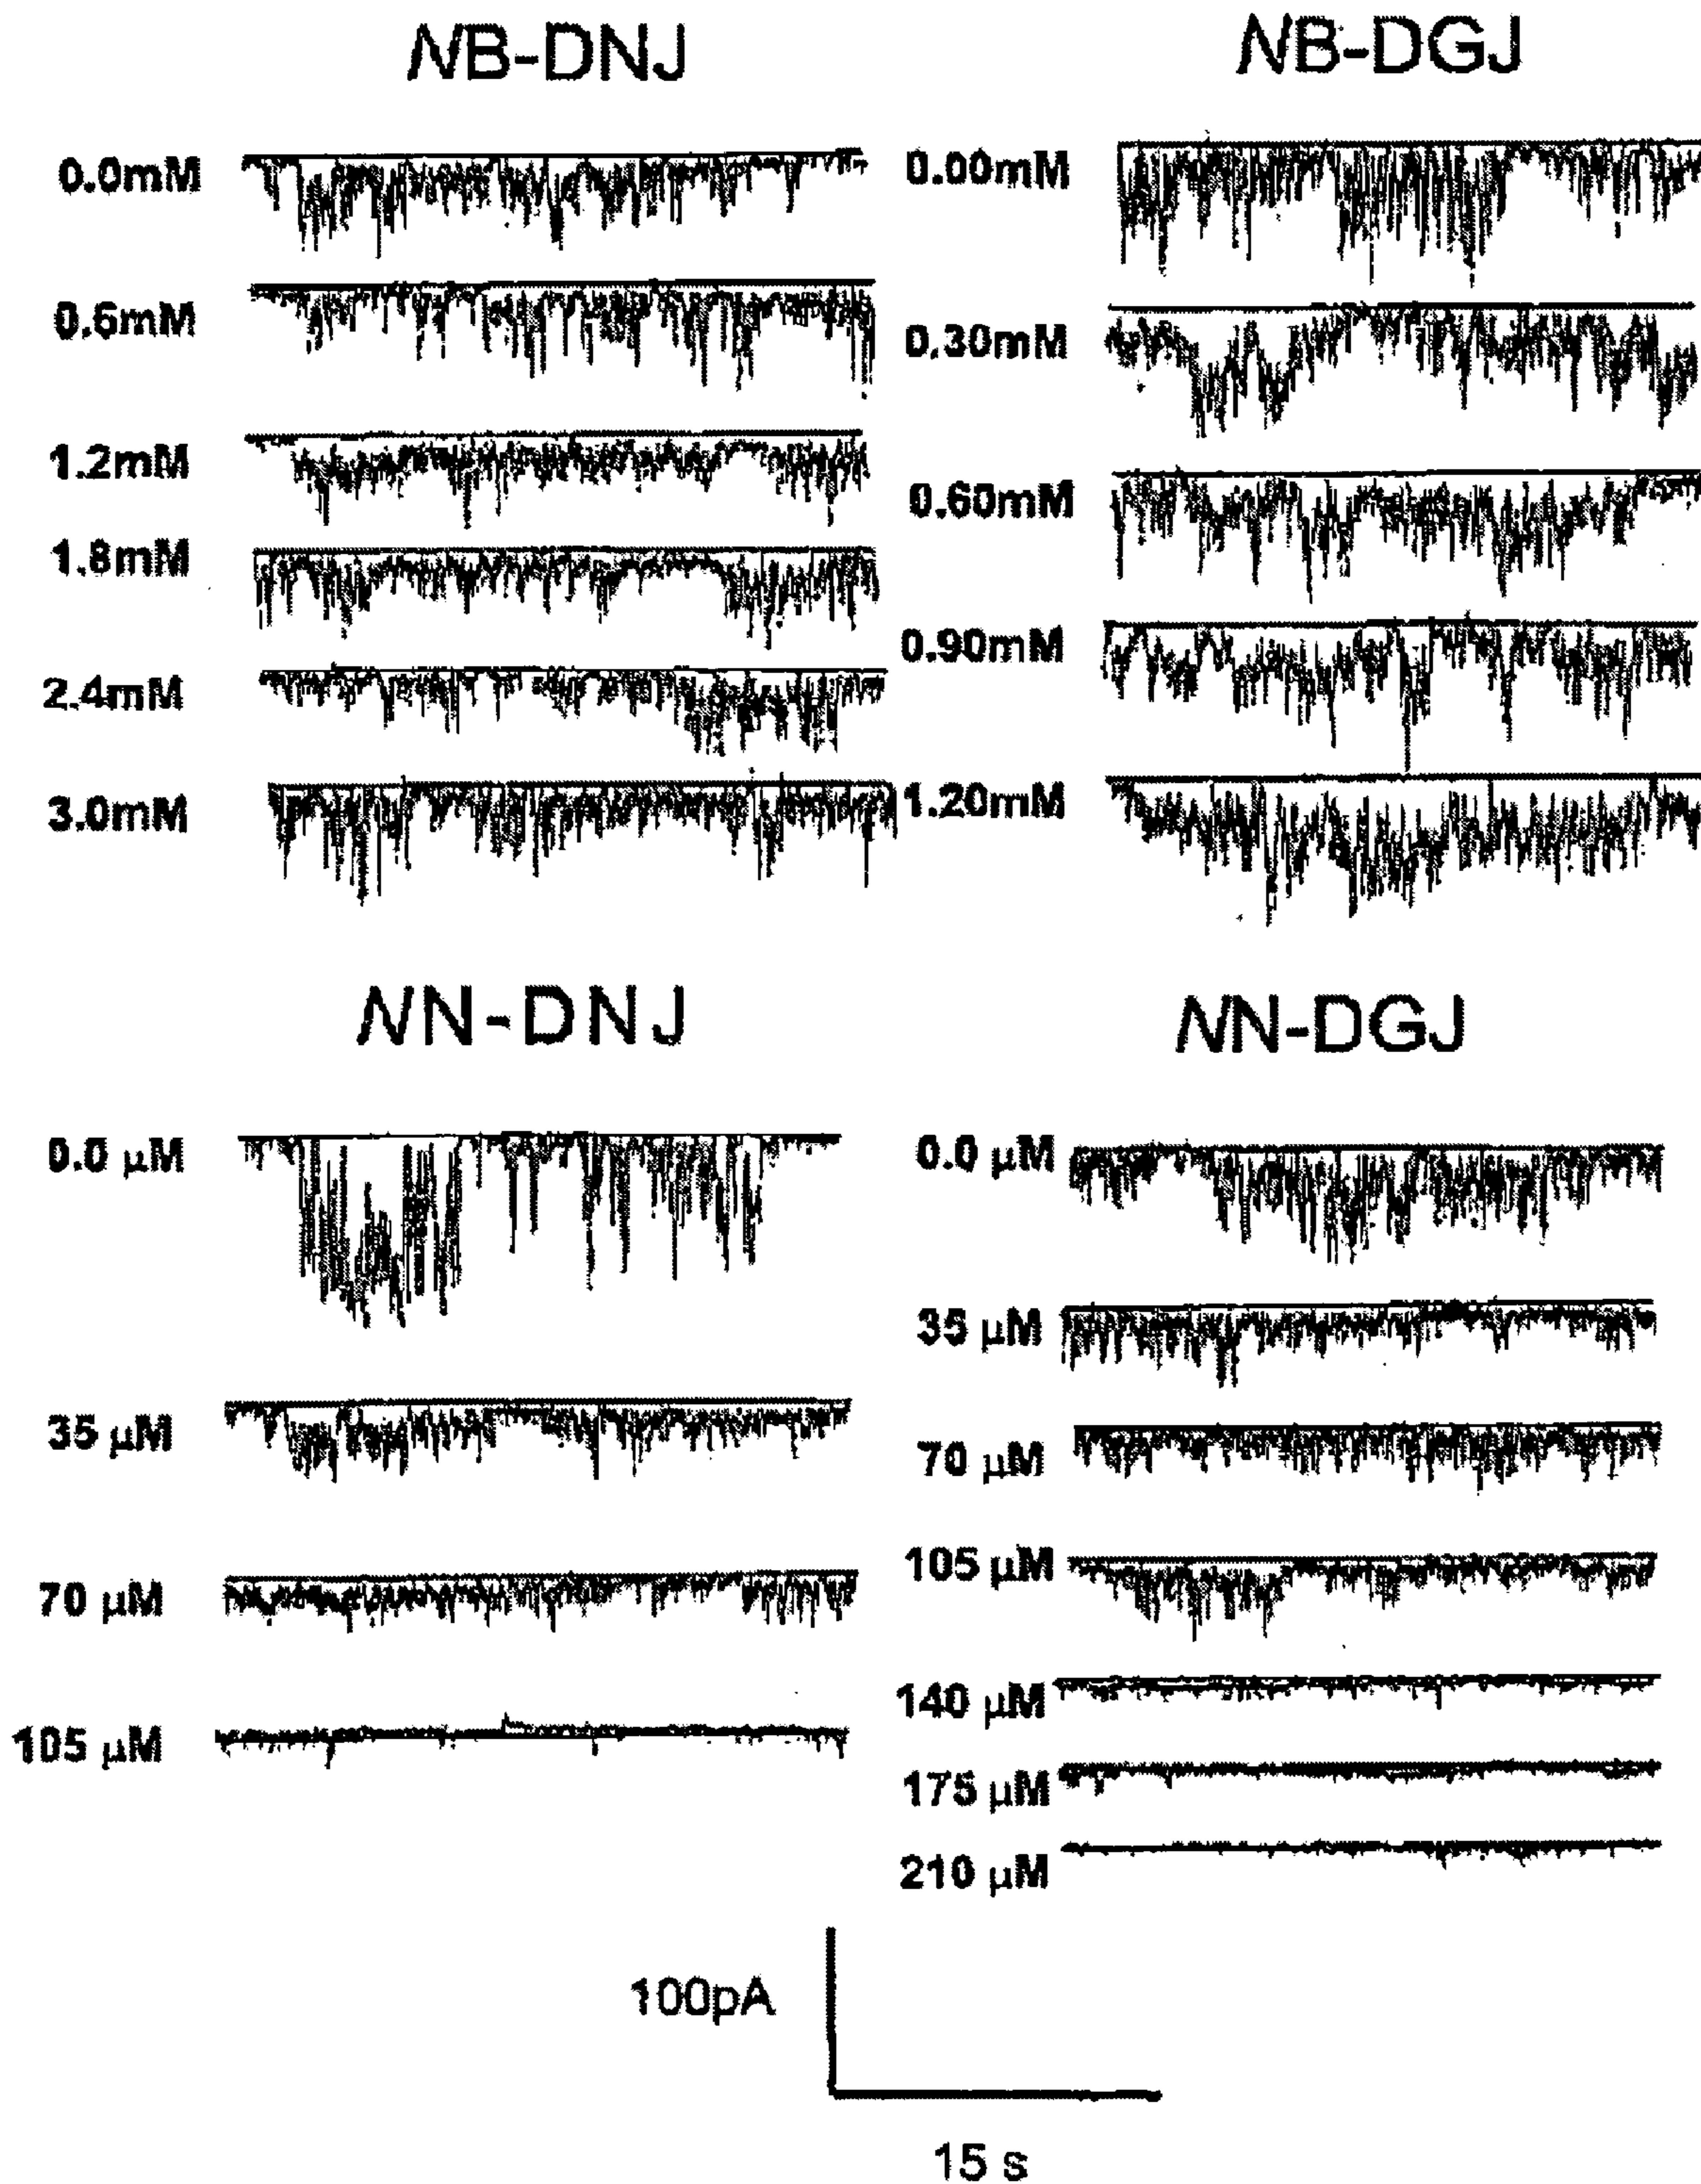 NB-DNJ
0.0mM
0.6mM
1.2mM
1.8mM
2.4mM
3.0mM
NB-DGJ
0.00mM
0.30mM
0.60mM
0.90mM
1.20mM
NN-DNJ
0.0 μM
35 μM
70 μM
105 μM
NN-DGJ
0.0 μM
35 μM
70 μM
105 μM
140 μM
175 μM
210 μM
100pA
15 s